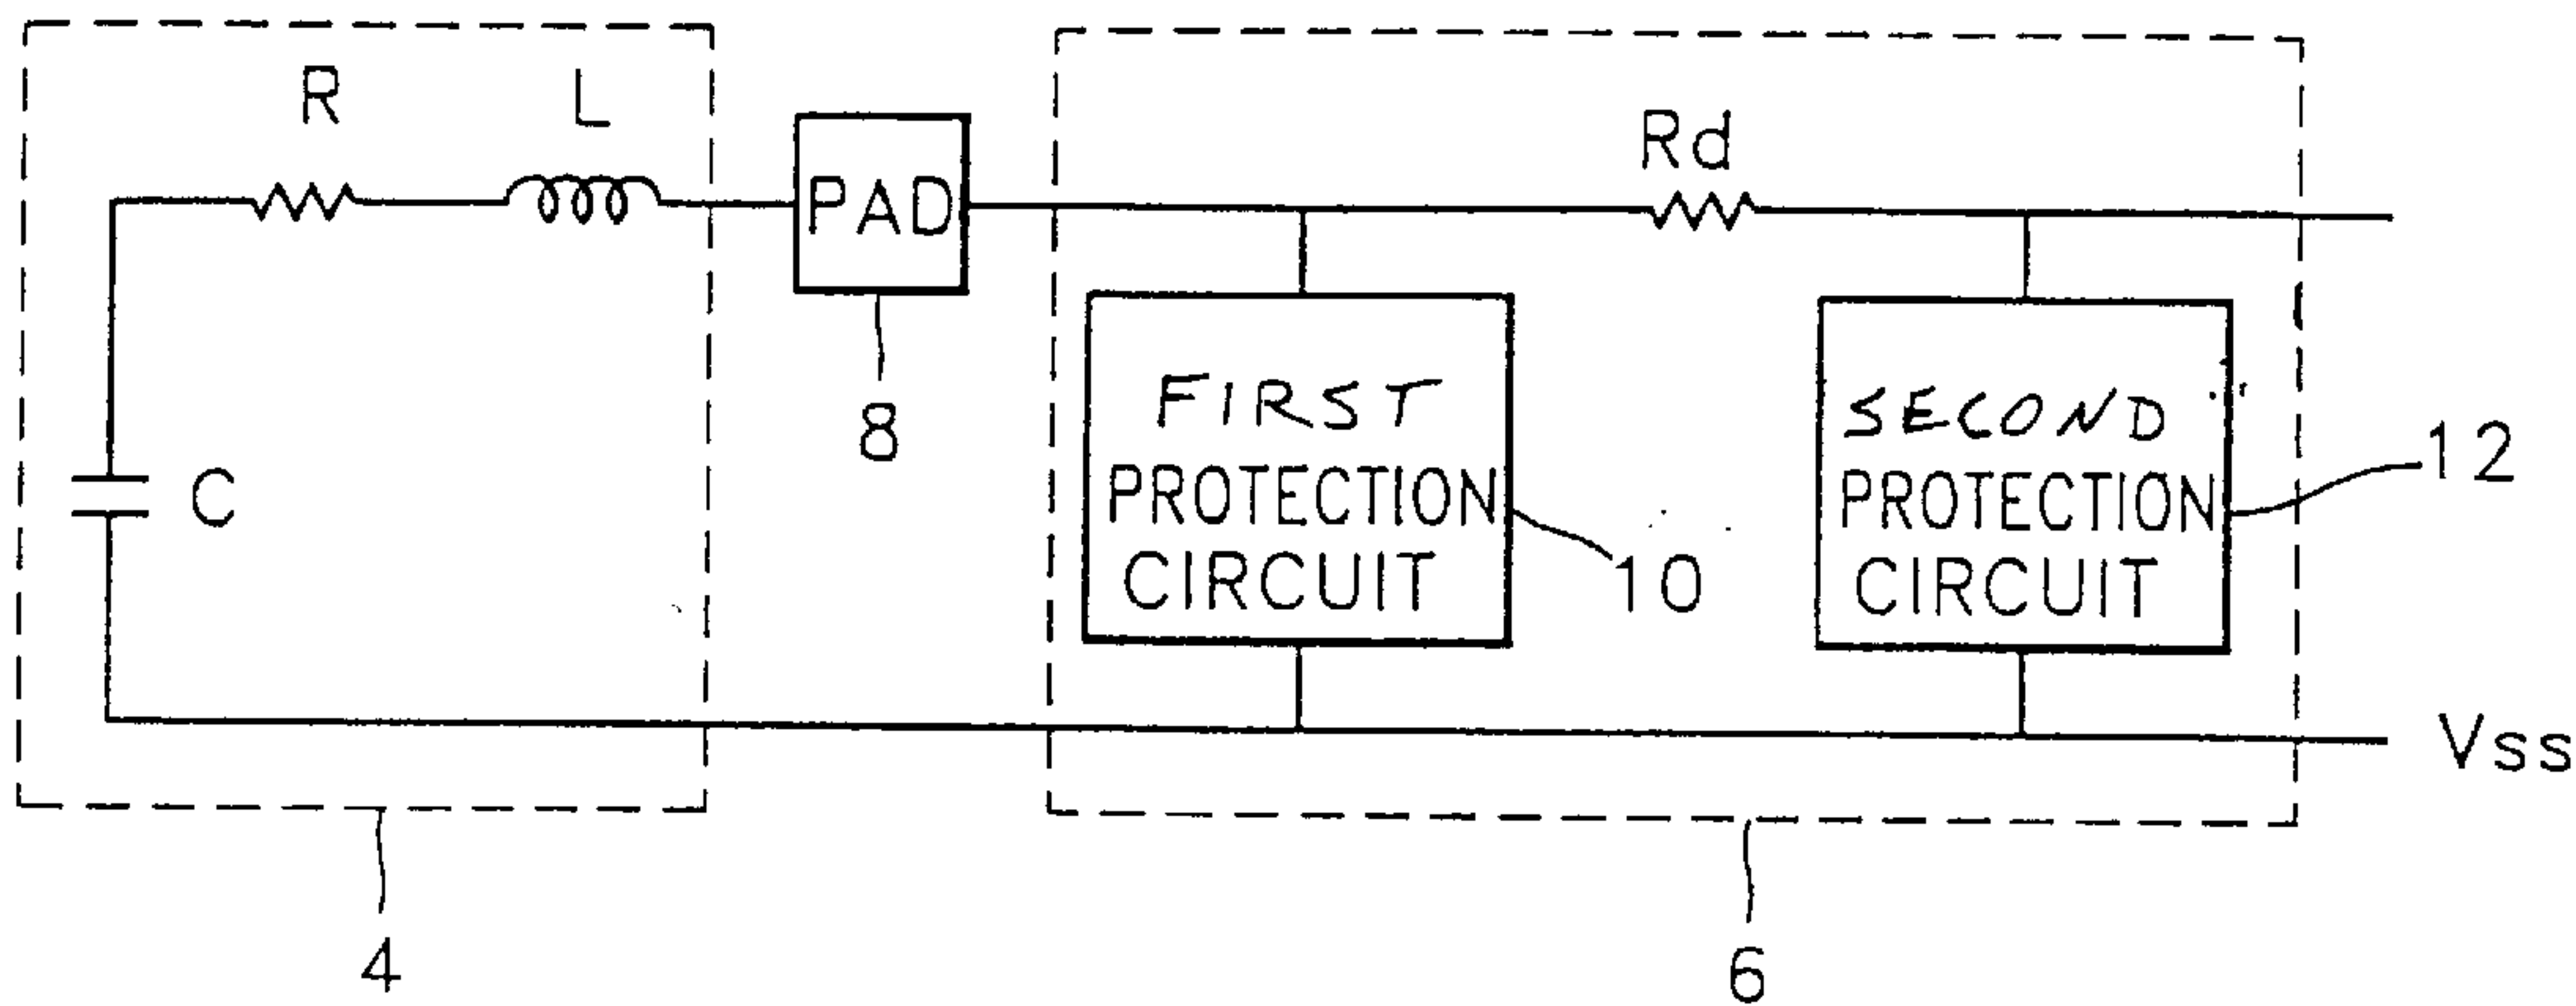 R
L
Rd
PAD
8
FIRST
PROTECTION
CIRCUIT
10
SECOND
PROTECTION
CIRCUIT
12
C
Vss
4
6